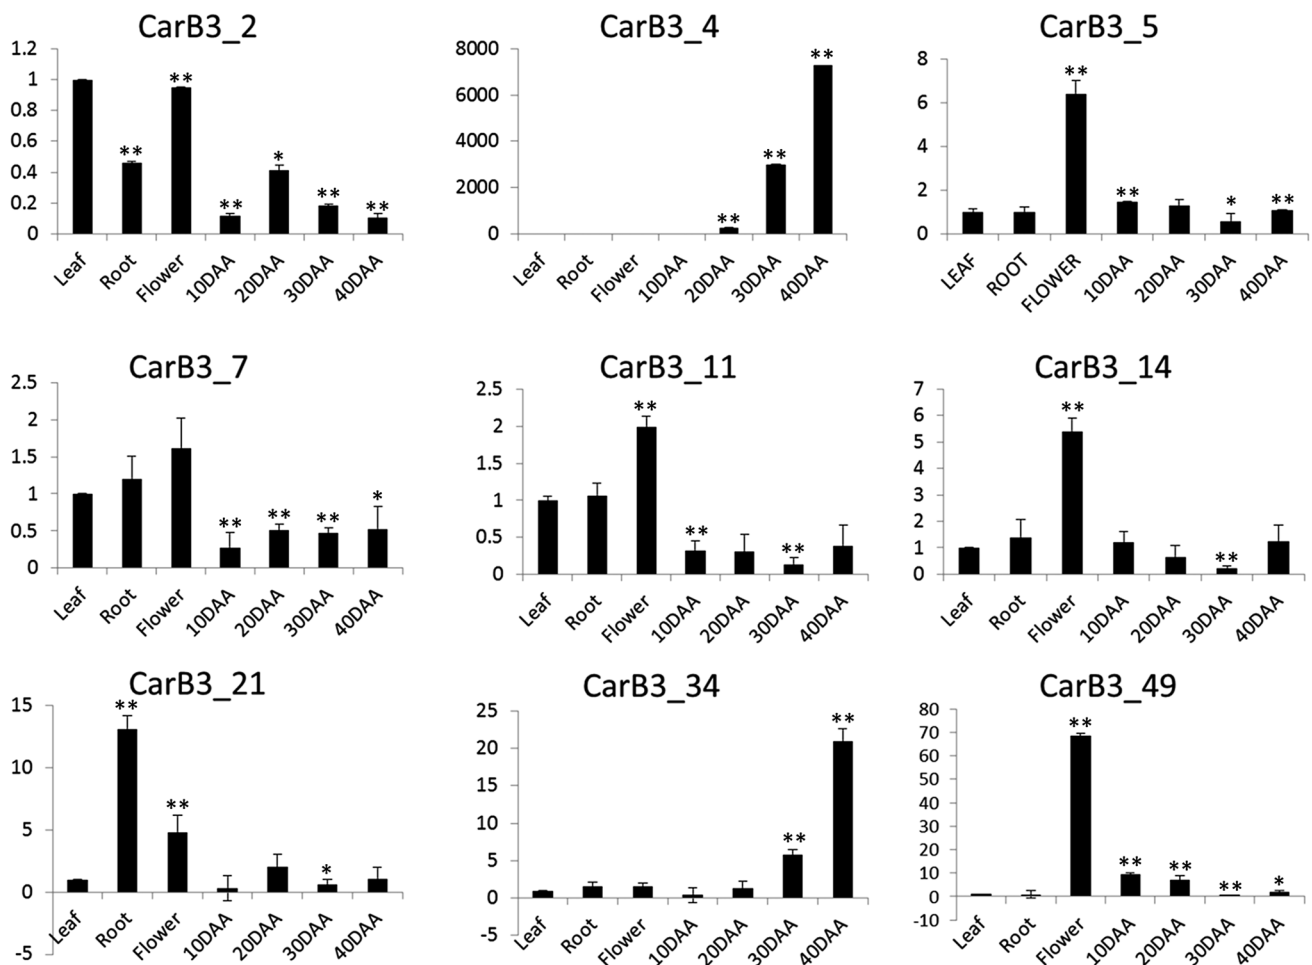 CarB3_2
1.2
1
0.8
0.6
0.4
0.2
0
** ** ** * ** **
Leaf Root Flower 10DAA 20DAA 30DAA 40DAA
CarB3_4
8000
6000
4000
2000
0
** ** **
Leaf Root Flower 10DAA 20DAA 30DAA 40DAA
CarB3_5
8
6
4
2
0
** ** * **
LEAF ROOT FLOWER 10DAA 20DAA 30DAA 40DAA
CarB3_7
2.5
2
1.5
1
0.5
0
** ** ** *
Leaf Root Flower 10DAA 20DAA 30DAA 40DAA
CarB3_11
2.5
2
1.5
1
0.5
0
** ** **
Leaf Root Flower 10DAA 20DAA 30DAA 40DAA
CarB3_14
7
6
5
4
3
2
1
0
** **
Leaf Root Flower 10DAA 20DAA 30DAA 40DAA
CarB3_21
15
10
5
0
-5
** ** *
Leaf Root Flower 10DAA 20DAA 30DAA 40DAA
CarB3_34
25
20
15
10
5
0
-5
** **
Leaf Root Flower 10DAA 20DAA 30DAA 40DAA
CarB3_49
80
70
60
50
40
30
20
10
0
-10
** ** ** ** *
Leaf Root Flower 10DAA 20DAA 30DAA 40DAA